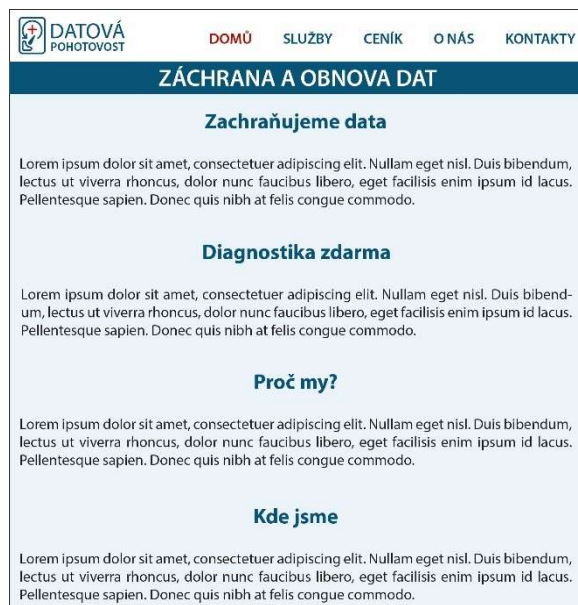 DATOVÁ
POHOTOVOST
DOMŮ SLUŽBY CENÍK O NÁS KONTAKTY
ZÁCHRANA A OBNOVA DAT
Zachraňujeme data
Lorem ipsum dolor sit amet, consectetuer adipiscing elit. Nullam eget nisl. Duis bibendum,
lectus ut viverra rhoncus, dolor nunc faucibus libero, eget facilisis enim ipsum id lacus.
Pellentesque sapien. Donec quis nibh at felis congue commodo.
Diagnostika zdarma
Lorem ipsum dolor sit amet, consectetuer adipiscing elit. Nullam eget nisl. Duis bibend-
um, lectus ut viverra rhoncus, dolor nunc faucibus libero, eget facilisis enim ipsum id lacus.
Pellentesque sapien. Donec quis nibh at felis congue commodo.
Proč my?
Lorem ipsum dolor sit amet, consectetuer adipiscing elit. Nullam eget nisl. Duis bibendum,
lectus ut viverra rhoncus, dolor nunc faucibus libero, eget facilisis enim ipsum id lacus.
Pellentesque sapien. Donec quis nibh at felis congue commodo.
Kde jsme
Lorem ipsum dolor sit amet, consectetuer adipiscing elit. Nullam eget nisl. Duis bibendum,
lectus ut viverra rhoncus, dolor nunc faucibus libero, eget facilisis enim ipsum id lacus.
Pellentesque sapien. Donec quis nibh at felis congue commodo.